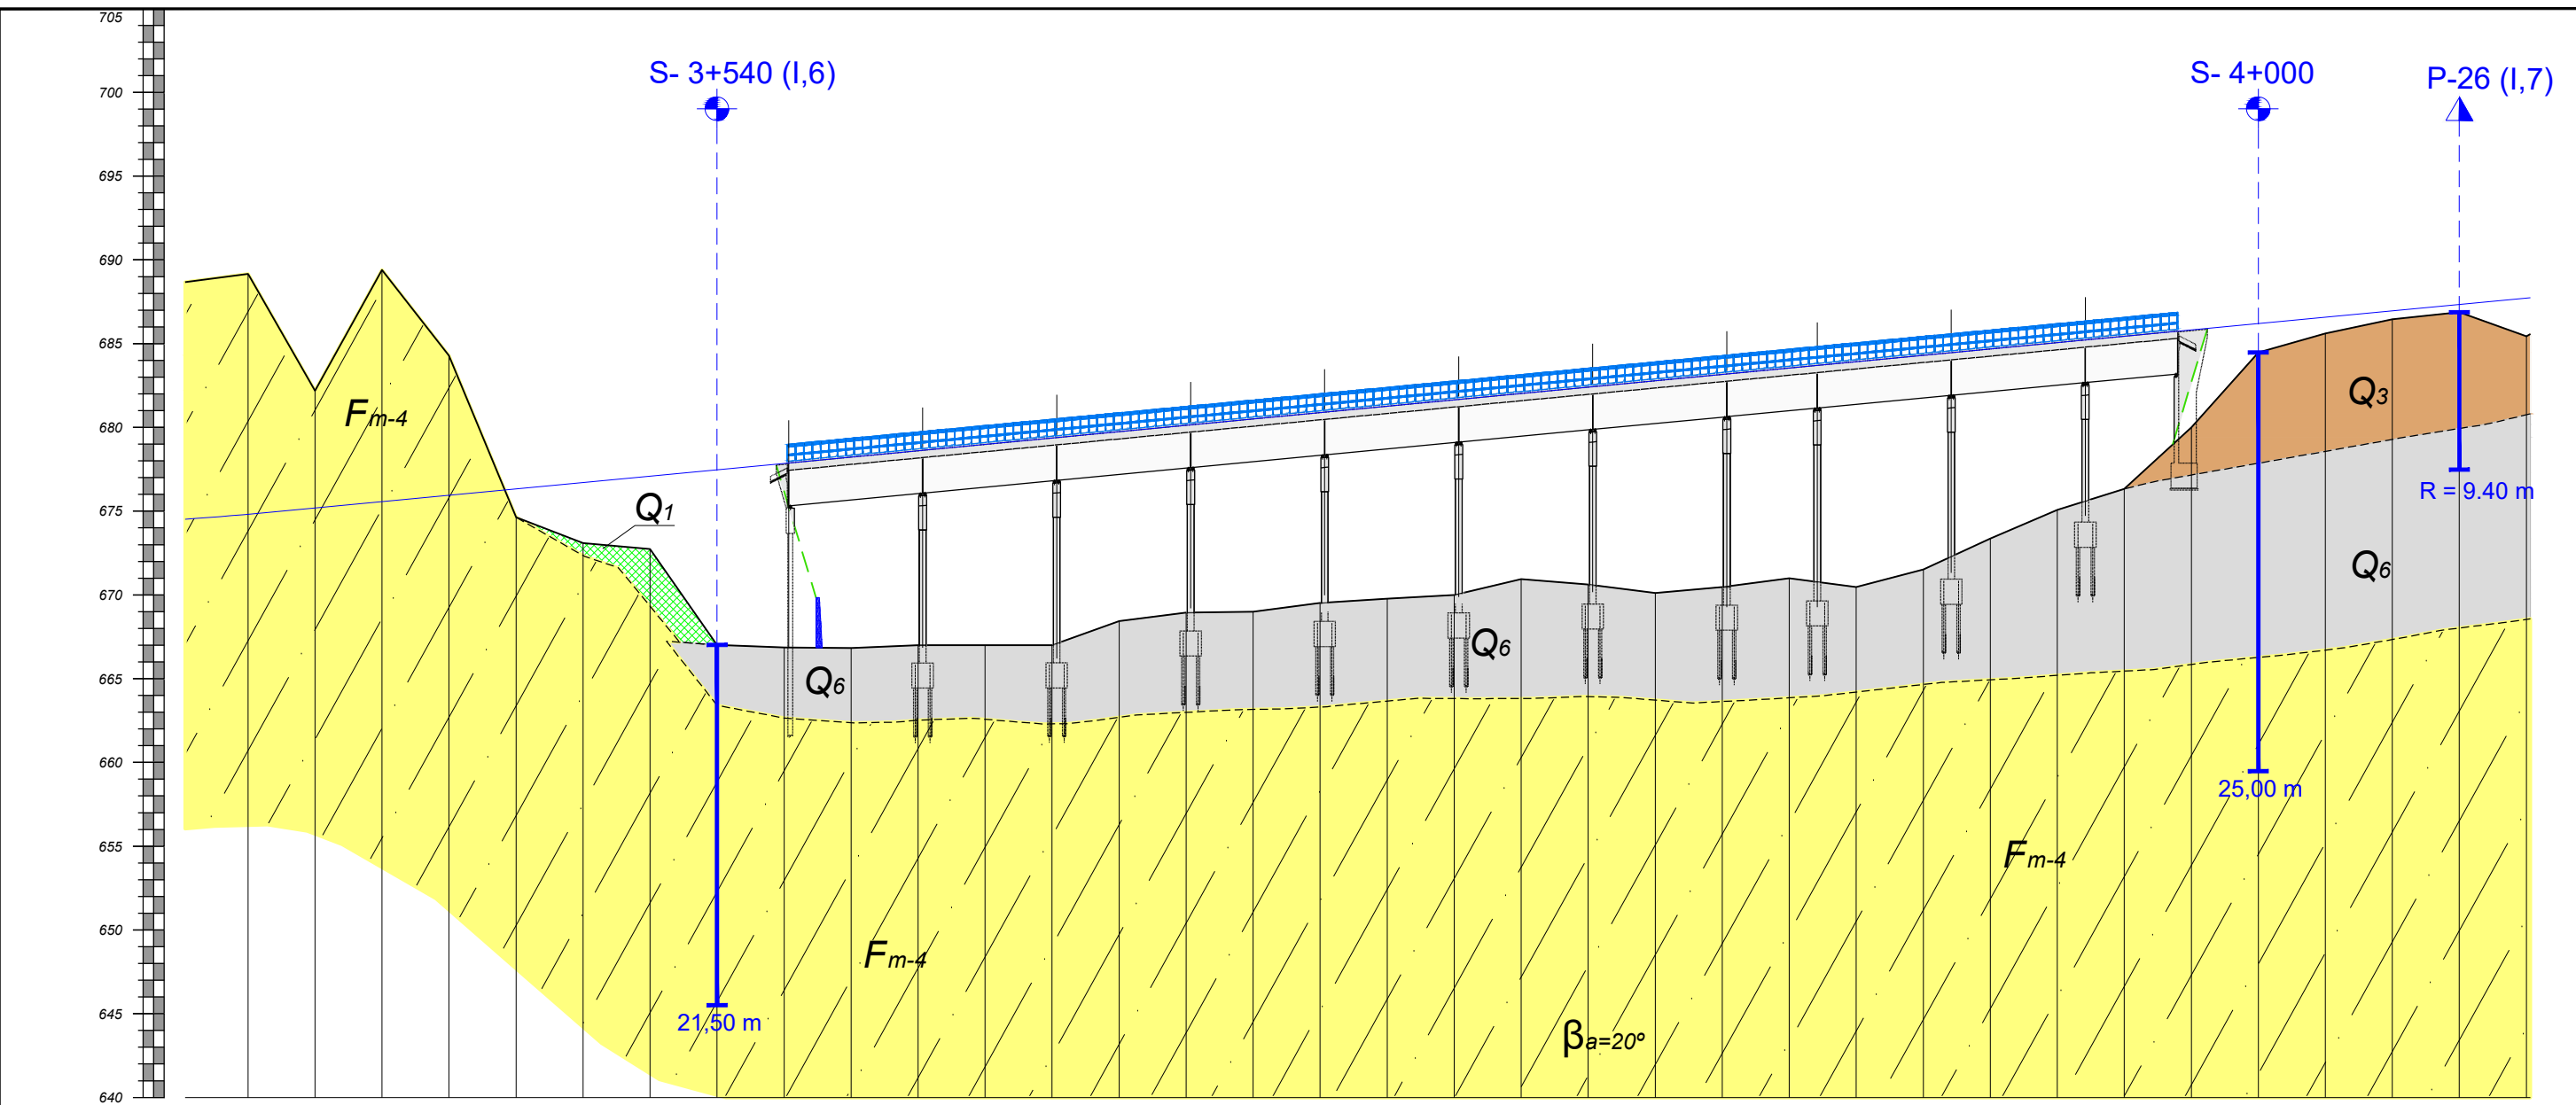 705
S- 3+540 (I,6)
S- 4+000
P-26 (I,7)
700
695
690
685
680
675
670
665
660
655
650
645
640
Fm-4
Q3
Q1
R = 9.40 m
Q6
Q6
Q6
25,00 m
Fm-4
Fm-4
21,50 m
βa=20º